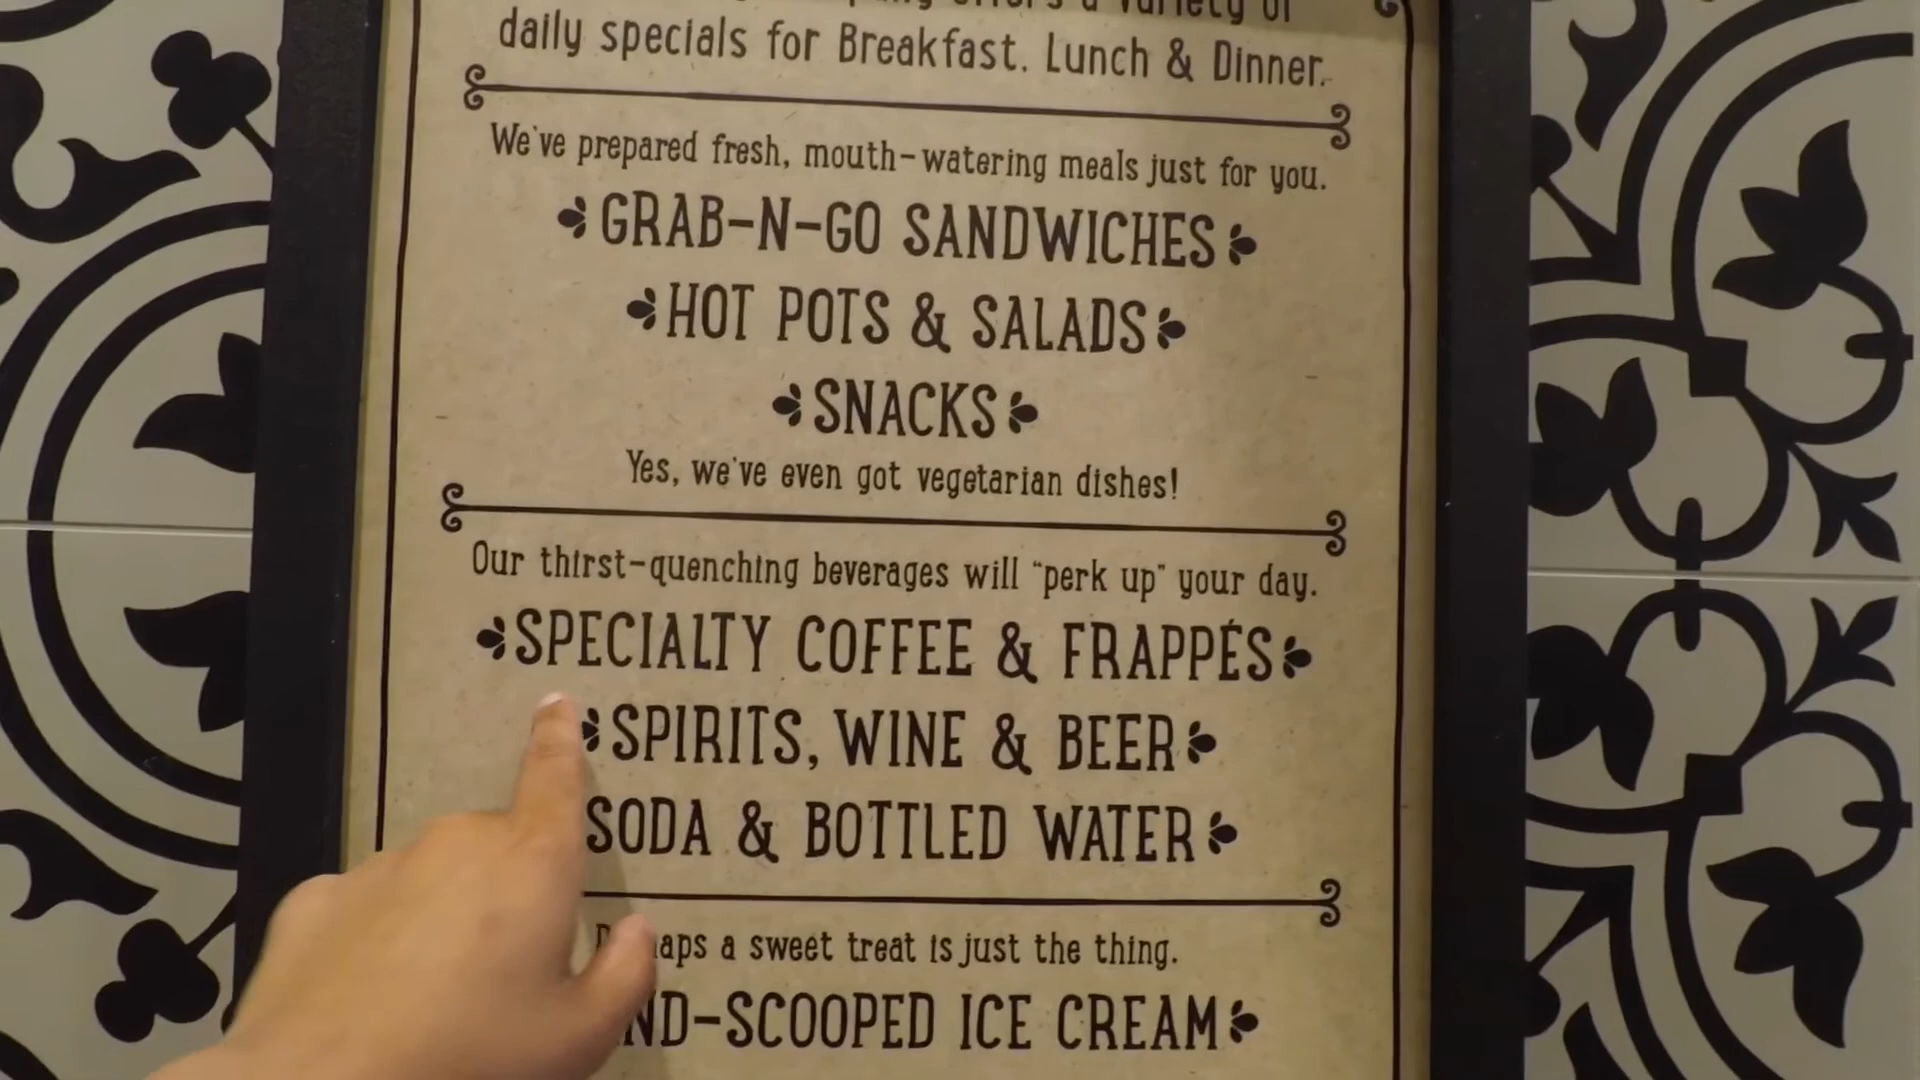 offers a variety of
daily specials for Breakfast, Lunch & Dinner.
We've prepared fresh, mouth-watering meals just for you.
GRAB-N-GO SANDWICHES
HOT POTS & SALADS
SNACKS
Yes, we've even got vegetarian dishes!
Our thirst-quenching beverages will "perk up" your day.
SPECIALTY COFFEE & FRAPPÉS
SPIRITS, WINE & BEER
SODA & BOTTLED WATER
a sweet treat is just the thing.
SCOOPED ICE CREAM